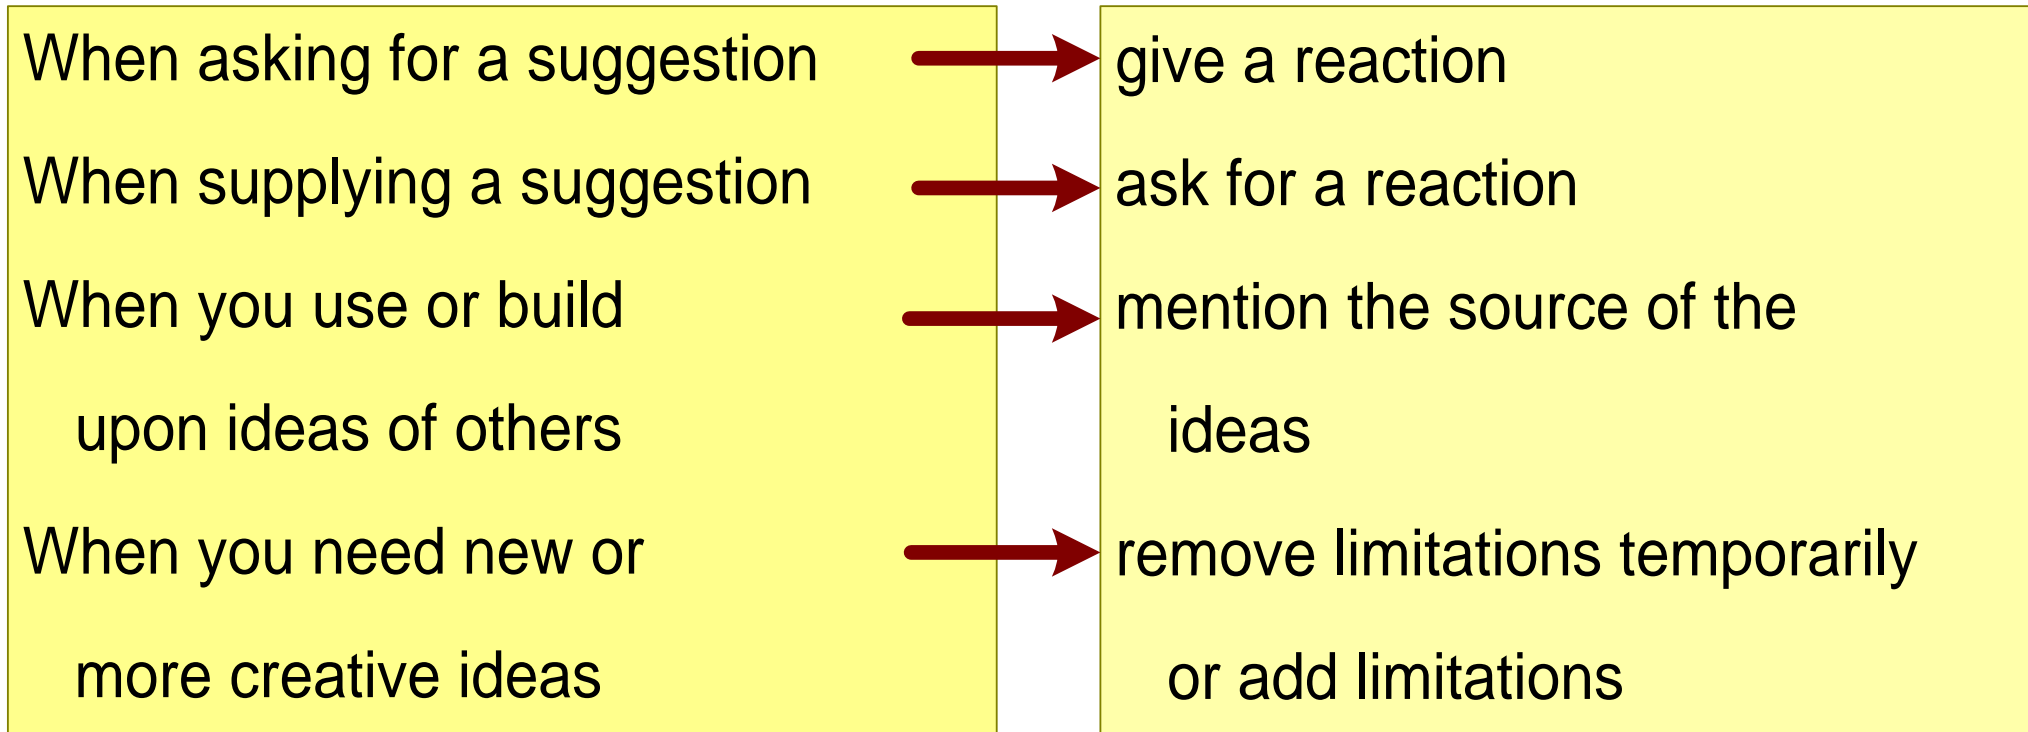 When asking for a suggestion
give a reaction
When supplying a suggestion
ask for a reaction
When you use or build
upon ideas of others
mention the source of the
ideas
When you need new or
more creative ideas
remove limitations temporarily
or add limitations